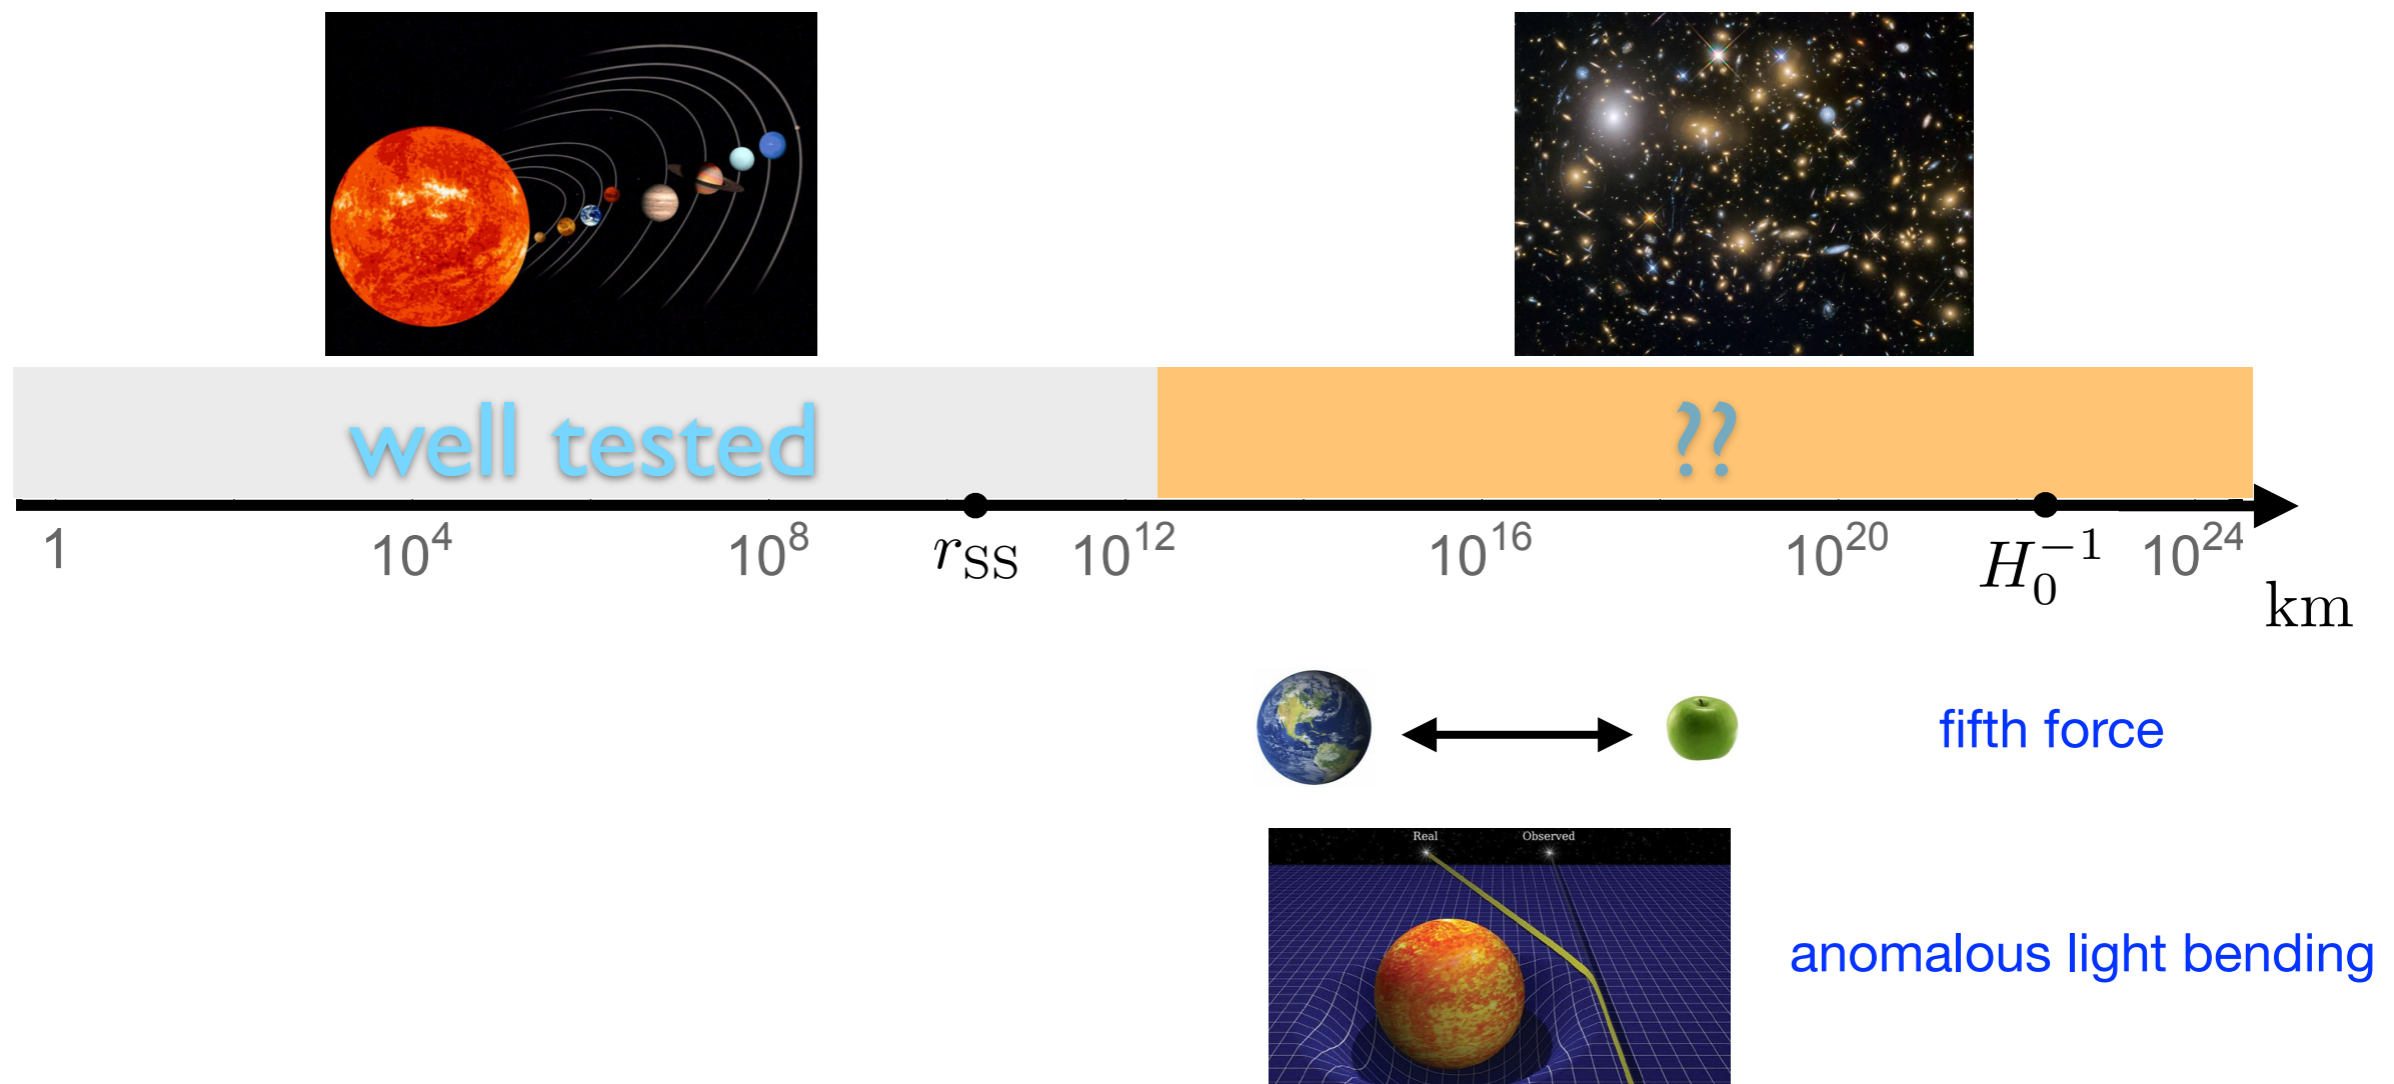 well tested
??
1
10^4
10^8
r_SS
10^12
10^16
10^20
H_0^{-1}
10^24
km
fifth force
Real
Observed
anomalous light bending